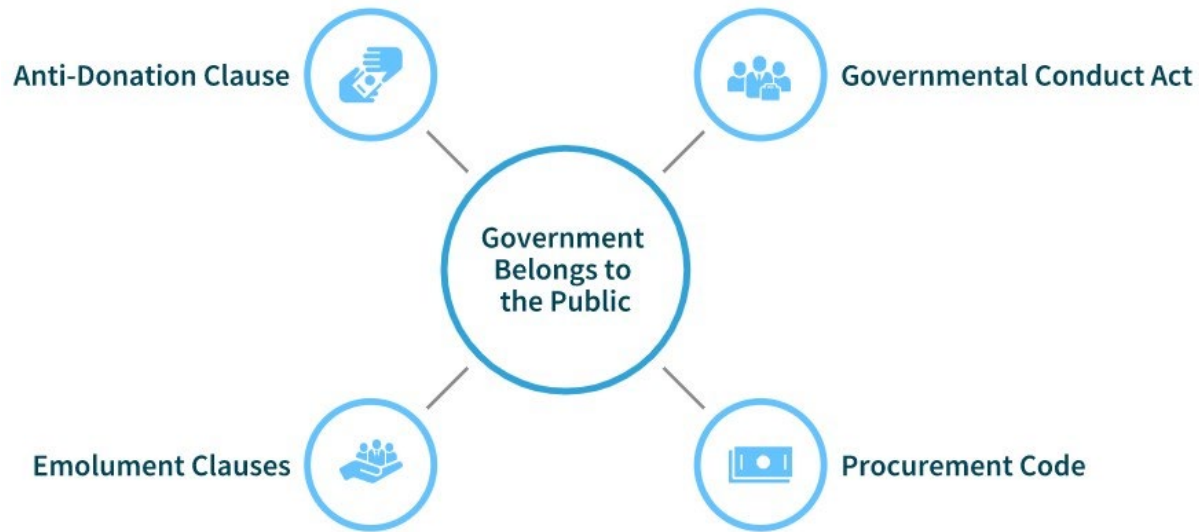 Anti-Donation Clause
Governmental Conduct Act
Government
Belongs to
the Public
Emolument Clauses
Procurement Code